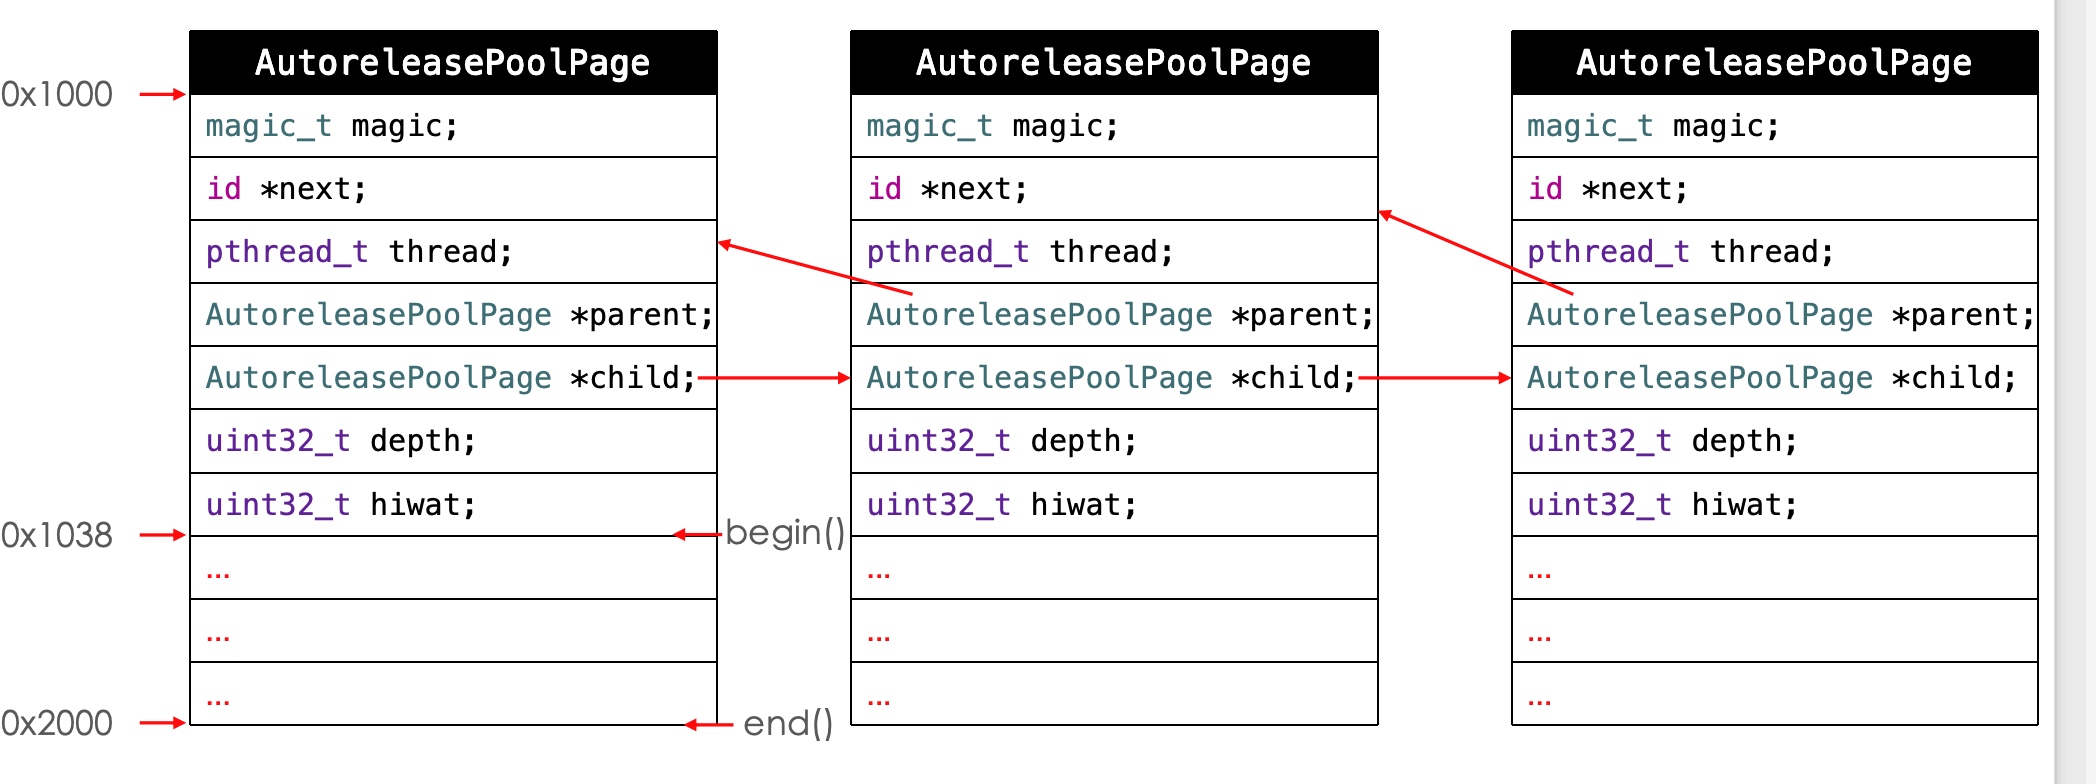 AutoreleasePoolPage
0x1000
magic_t magic;
id *next;
pthread_t thread;
AutoreleasePoolPage *parent;
AutoreleasePoolPage *child;
uint32_t depth;
uint32_t hiwat;
0x1038
begin()
...
...
...
0x2000
end()
AutoreleasePoolPage
magic_t magic;
id *next;
pthread_t thread;
AutoreleasePoolPage *parent;
AutoreleasePoolPage *child;
uint32_t depth;
uint32_t hiwat;
...
...
...
AutoreleasePoolPage
magic_t magic;
id *next;
pthread_t thread;
AutoreleasePoolPage *parent;
AutoreleasePoolPage *child;
uint32_t depth;
uint32_t hiwat;
...
...
...